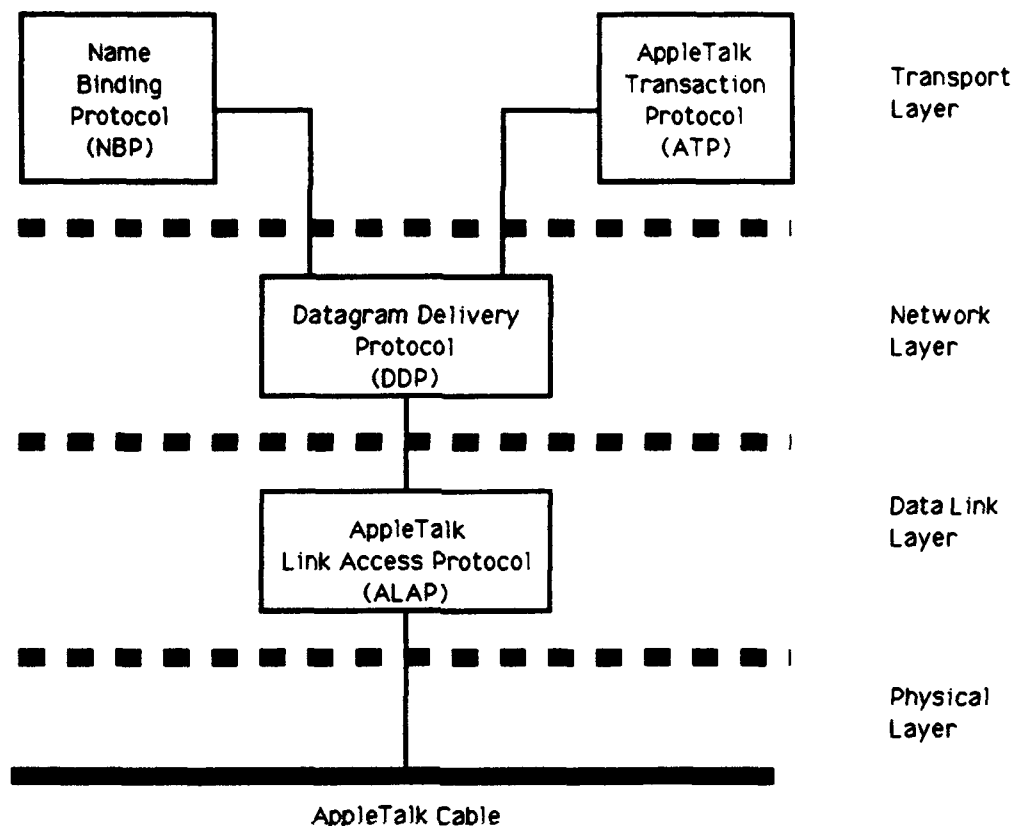 Name
Binding
Protocol
(NBP)
AppleTalk
Transaction
Protocol
(ATP)
Transport
Layer
Datagram Delivery
Protocol
(DDP)
Network
Layer
AppleTalk
Link Access Protocol
(ALAP)
Data Link
Layer
Physical
Layer
AppleTalk Cable